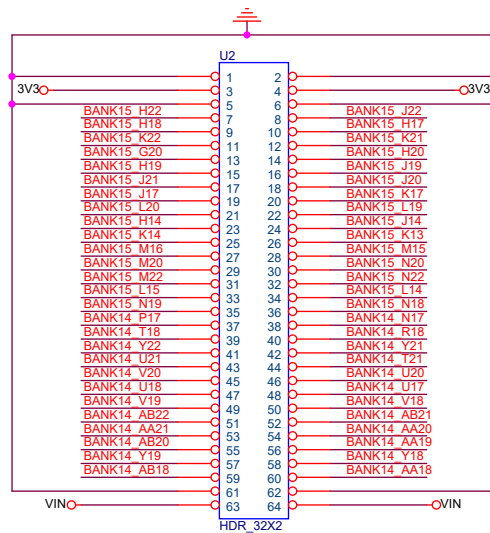 U2
1 2
3V3 3 4 3V3
5 6
BANK15_H22 7 8 BANK15_J22
BANK15_H18 9 10 BANK15_H17
BANK15_K22 11 12 BANK15_K21
BANK15_G20 13 14 BANK15_H20
BANK15_H19 15 16 BANK15_J19
BANK15_J21 17 18 BANK15_J20
BANK15_J17 19 20 BANK15_K17
BANK15_L20 21 22 BANK15_L19
BANK15_H14 23 24 BANK15_J14
BANK15_K14 25 26 BANK15_K13
BANK15_M16 27 28 BANK15_M15
BANK15_M20 29 30 BANK15_N20
BANK15_M22 31 32 BANK15_N22
BANK15_L15 33 34 BANK15_L14
BANK15_N19 35 36 BANK15_N18
BANK14_P17 37 38 BANK14_N17
BANK14_T18 39 40 BANK14_R18
BANK14_Y22 41 42 BANK14_Y21
BANK14_U21 43 44 BANK14_T21
BANK14_V20 45 46 BANK14_U20
BANK14_U18 47 48 BANK14_U17
BANK14_V19 49 50 BANK14_V18
BANK14_AB22 51 52 BANK14_AB21
BANK14_AA21 53 54 BANK14_AA20
BANK14_AB20 55 56 BANK14_AA19
BANK14_Y19 57 58 BANK14_Y18
BANK14_AB18 59 60 BANK14_AA18
61 62
VIN 63 64 VIN
HDR_32X2